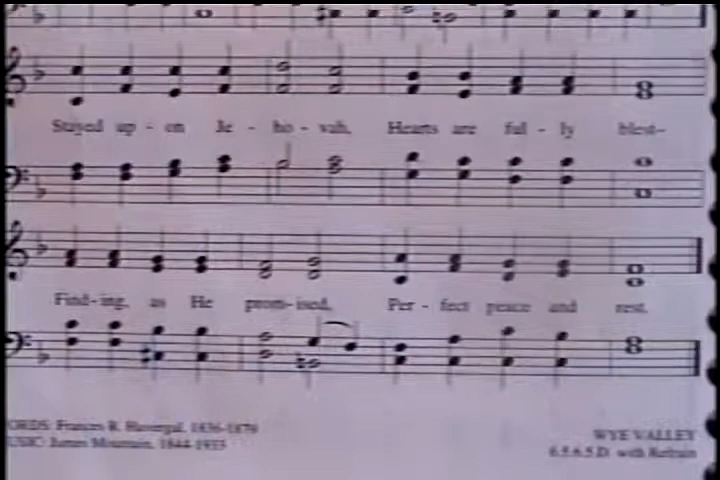 Stayed up - on Je - ho - vah, Hearts are ful - ly blest-
Find-ing, as He prom-ised, Per - fect peace and rest.
ORDS: Frances R. Havergal, 1836-1879
USIC: James Mountain, 1844-1933
WYE VALLEY
6.5.6.5.D. with Refrain